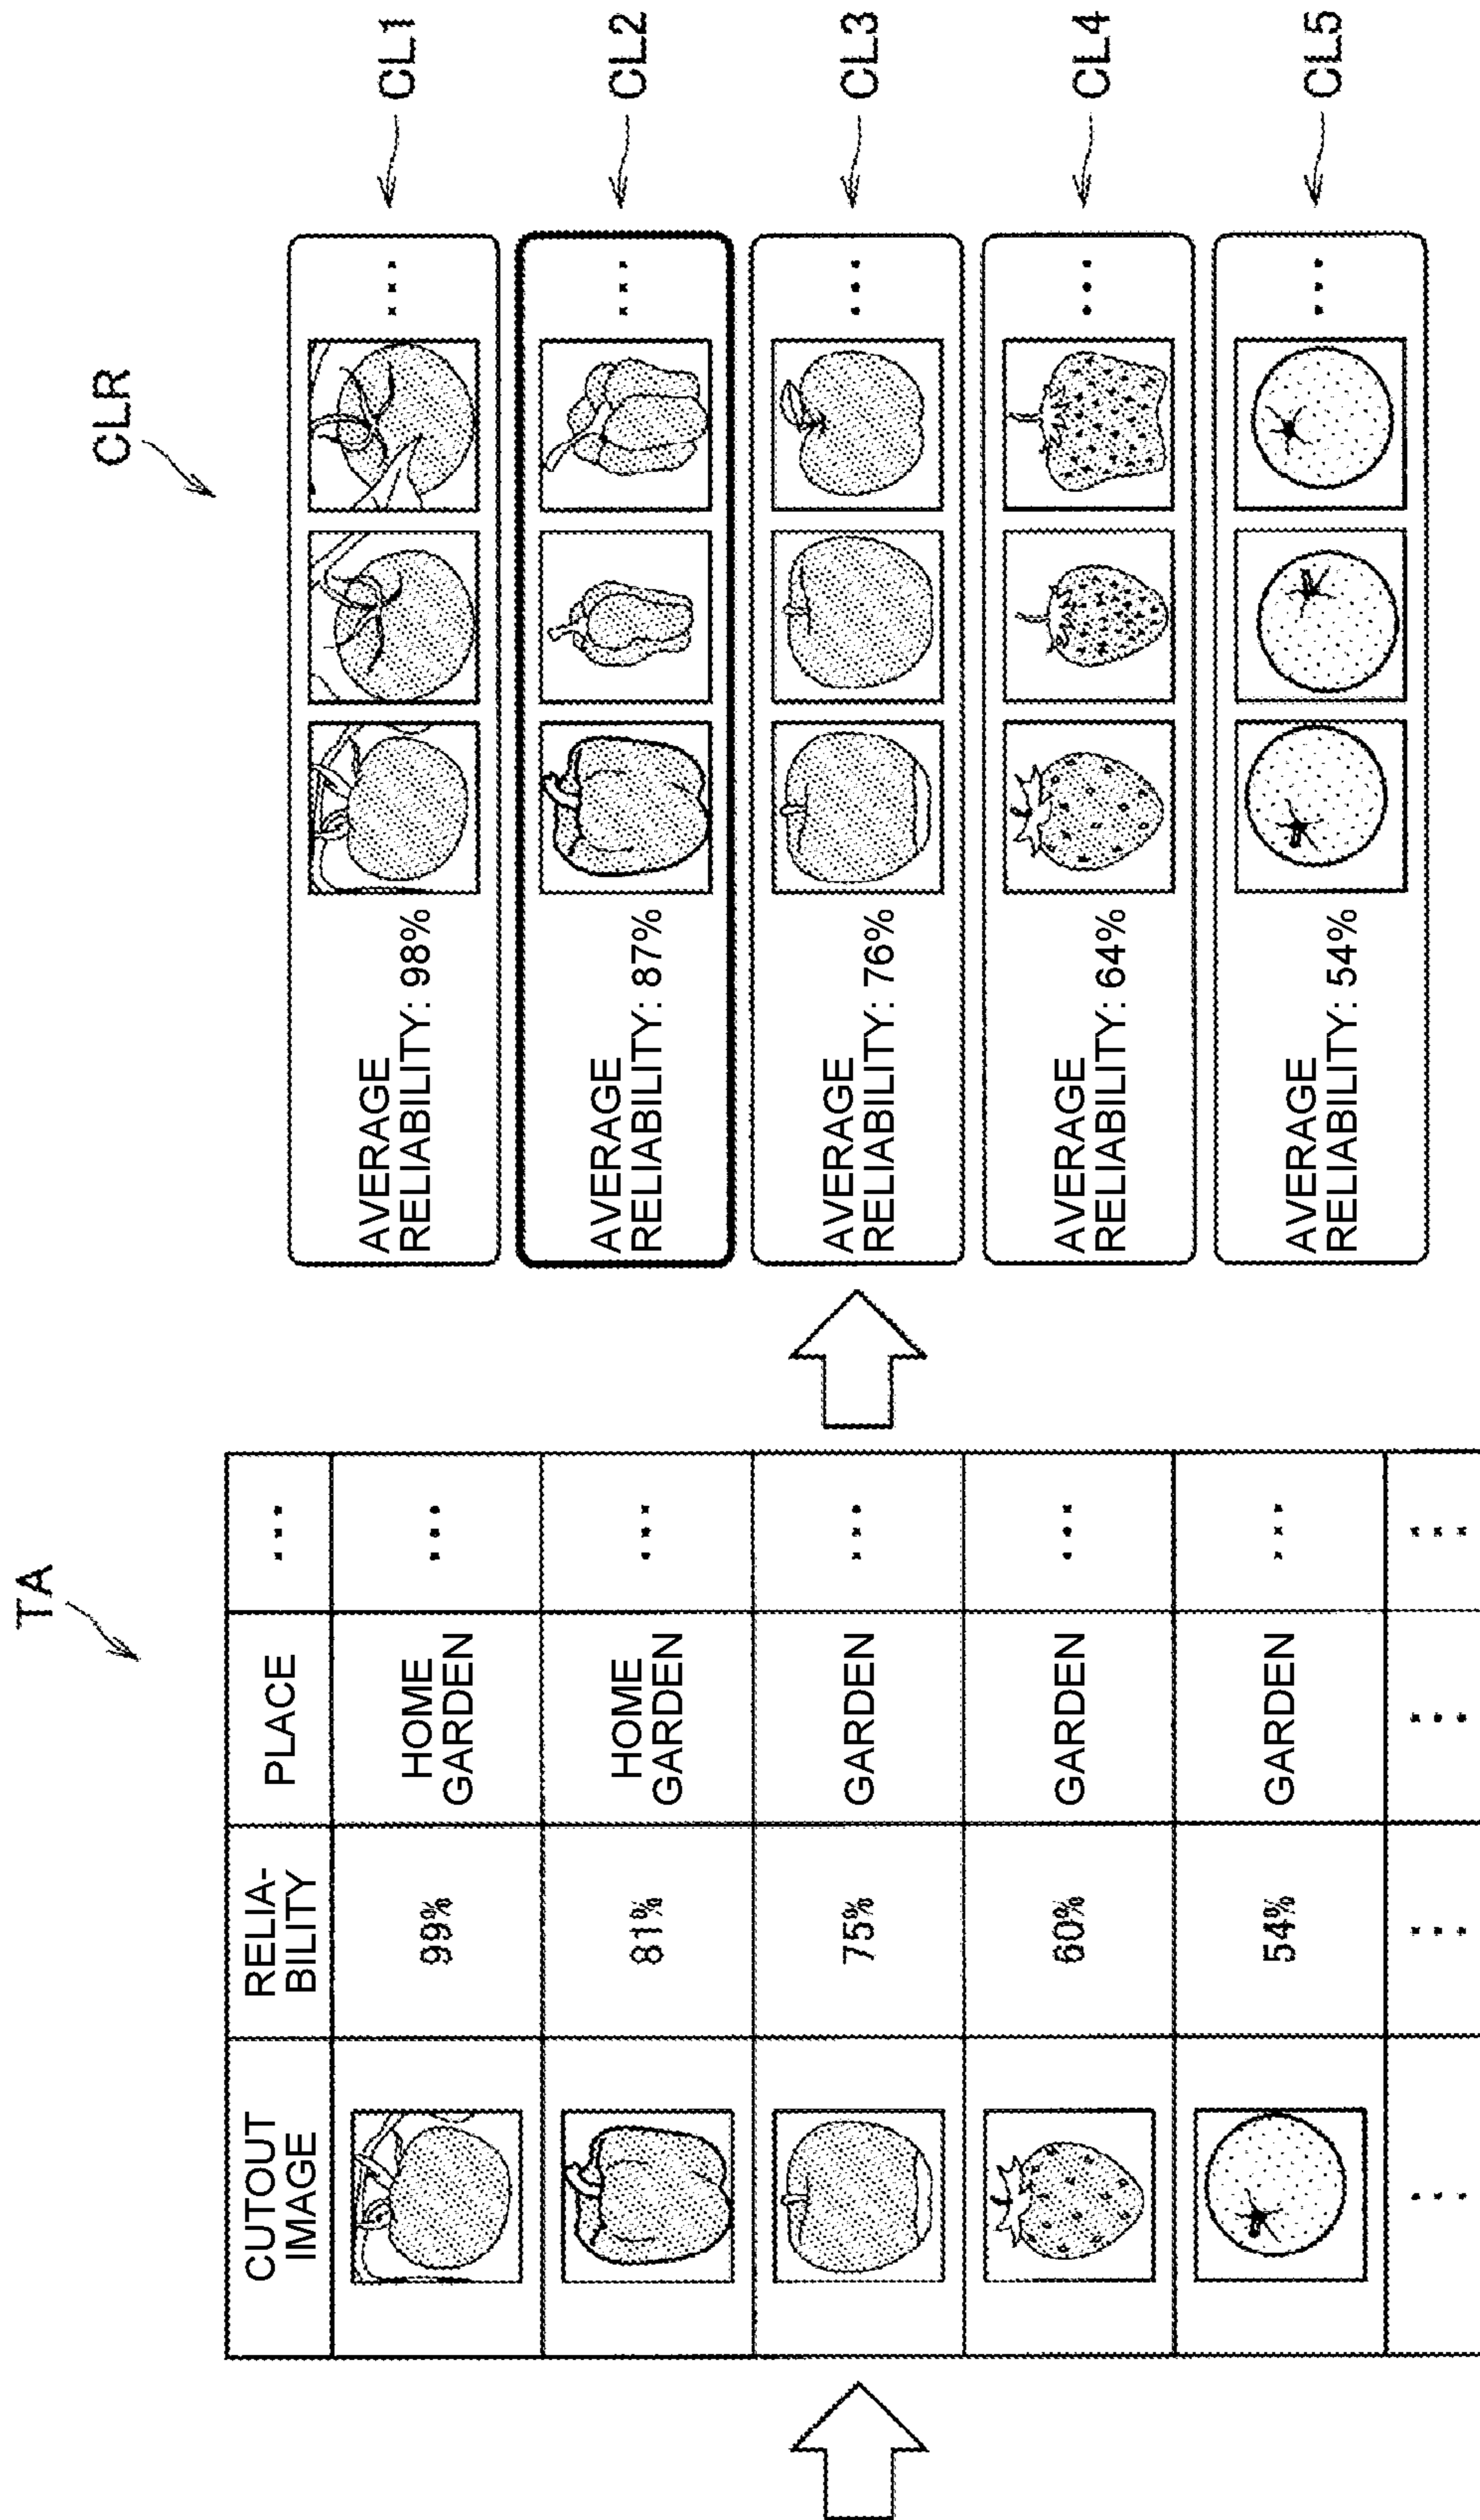 TA
CUTOUT
IMAGE
RELIA-
BILITY
PLACE
...
99%
HOME
GARDEN
...
81%
HOME
GARDEN
...
75%
GARDEN
...
60%
GARDEN
...
54%
GARDEN
...
...
...
...
...
CLR
AVERAGE
RELIABILITY: 98%
...
CL1
AVERAGE
RELIABILITY: 87%
...
CL2
AVERAGE
RELIABILITY: 76%
...
CL3
AVERAGE
RELIABILITY: 64%
...
CL4
AVERAGE
RELIABILITY: 54%
...
CL5